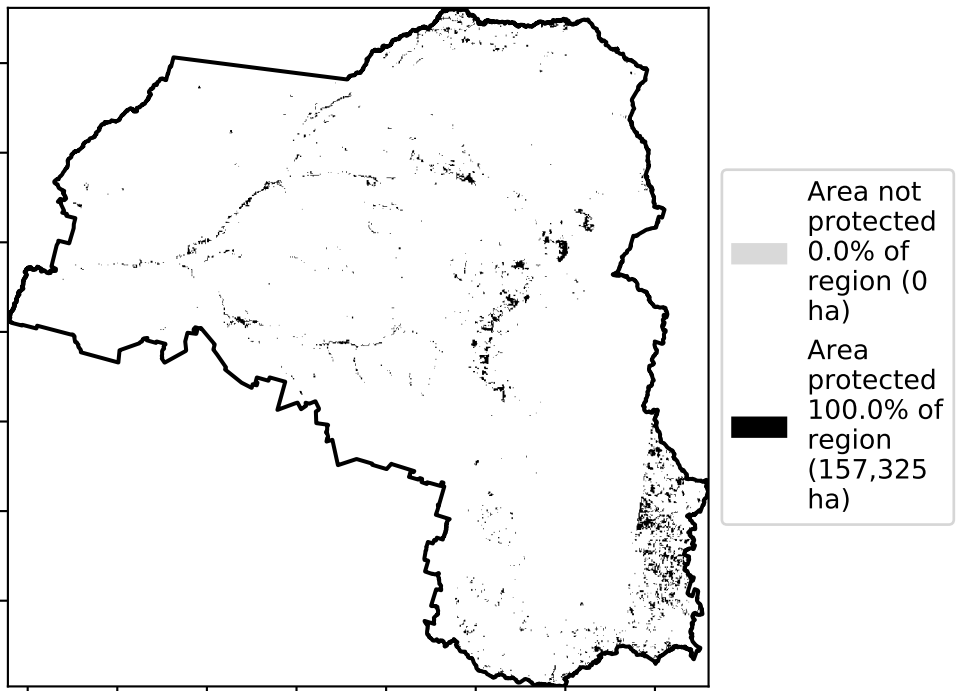 Area not
protected
0.0% of
region (0
ha)
Area
protected
100.0% of
region
(157,325
ha)